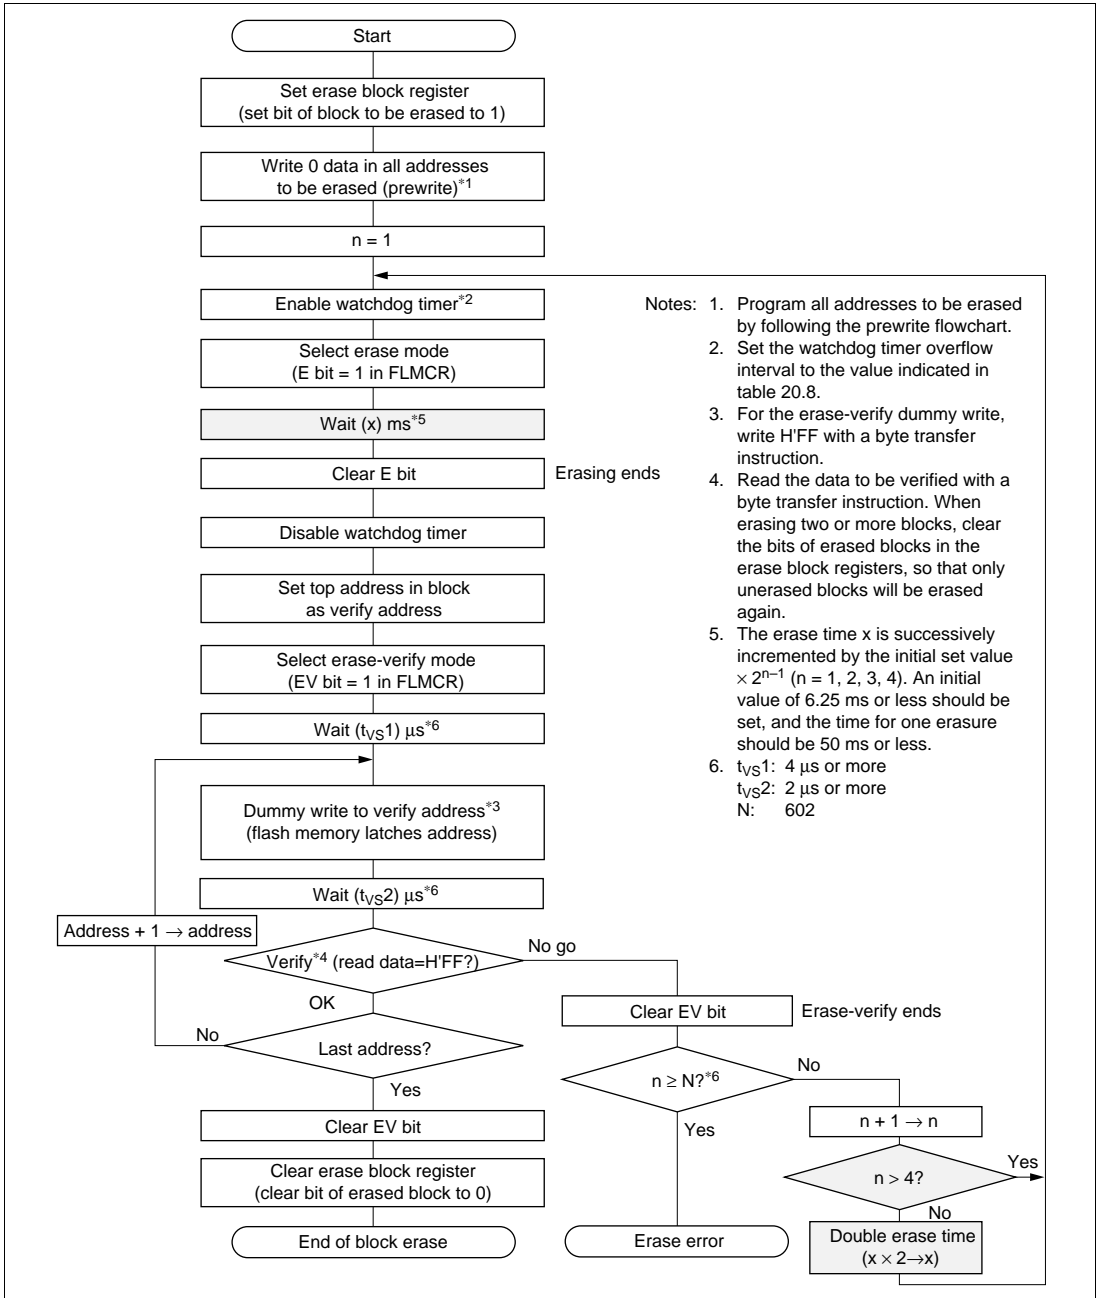 Start
Set erase block register
(set bit of block to be erased to 1)
Write 0 data in all addresses
to be erased (prewrite)*1
n = 1
Enable watchdog timer*2
Select erase mode
(E bit = 1 in FLMCR)
Wait (x) ms*5
Clear E bit
Erasing ends
Disable watchdog timer
Set top address in block
as verify address
Select erase-verify mode
(EV bit = 1 in FLMCR)
Wait (tVS1) μs*6
Dummy write to verify address*3
(flash memory latches address)
Wait (tVS2) μs*6
Address + 1 → address
Verify*4 (read data=H'FF?)
No go
OK
Last address?
No
Yes
Clear EV bit
Clear erase block register
(clear bit of erased block to 0)
End of block erase
Clear EV bit
Erase-verify ends
n ≥ N?*6
No
Yes
Erase error
n + 1 → n
n > 4?
Yes
No
Double erase time
(x × 2→x)
Notes: 1. Program all addresses to be erased
by following the prewrite flowchart.
2. Set the watchdog timer overflow
interval to the value indicated in
table 20.8.
3. For the erase-verify dummy write,
write H'FF with a byte transfer
instruction.
4. Read the data to be verified with a
byte transfer instruction. When
erasing two or more blocks, clear
the bits of erased blocks in the
erase block registers, so that only
unerased blocks will be erased
again.
5. The erase time x is successively
incremented by the initial set value
× 2n–1 (n = 1, 2, 3, 4). An initial
value of 6.25 ms or less should be
set, and the time for one erasure
should be 50 ms or less.
6. tVS1: 4 μs or more
tVS2: 2 μs or more
N: 602